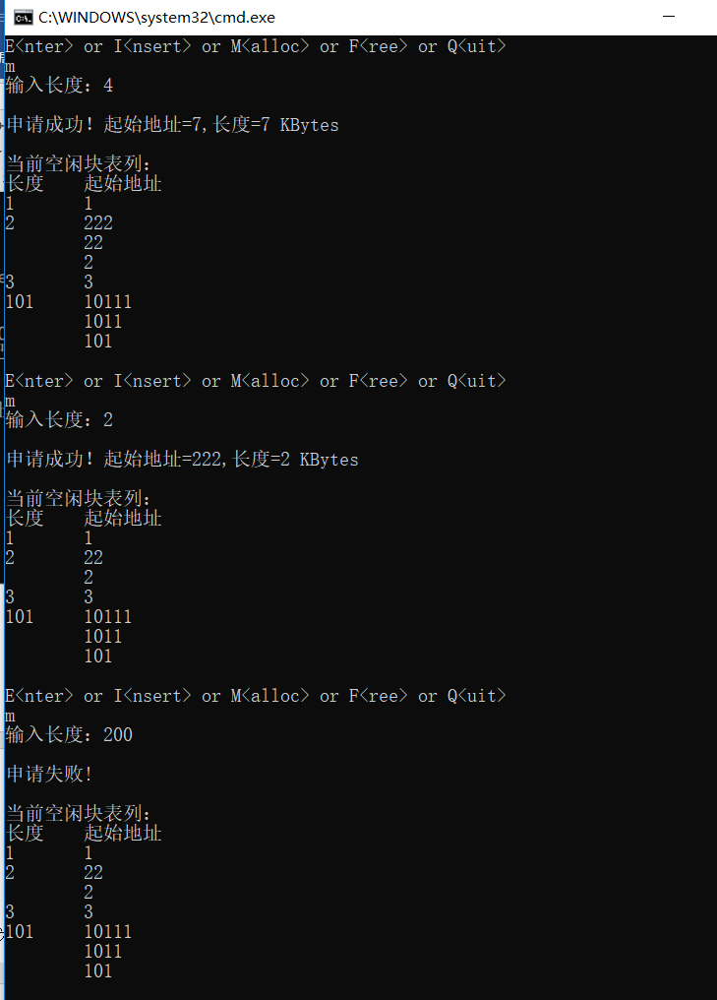 C:\WINDOWS\system32\cmd.exe
E<nter> or I<nsert> or M<alloc> or F<ree> or Q<uit>
m
输入长度：4
申请成功！起始地址=7,长度=7 KBytes
当前空闲块表列：
长度 起始地址
1 1
2 222
22
2
3 3
101 10111
1011
101
E<nter> or I<nsert> or M<alloc> or F<ree> or Q<uit>
m
输入长度：2
申请成功！起始地址=222,长度=2 KBytes
当前空闲块表列：
长度 起始地址
1 1
2 22
2
3 3
101 10111
1011
101
E<nter> or I<nsert> or M<alloc> or F<ree> or Q<uit>
m
输入长度：200
申请失败！
当前空闲块表列：
长度 起始地址
1 1
2 22
2
3 3
101 10111
1011
101